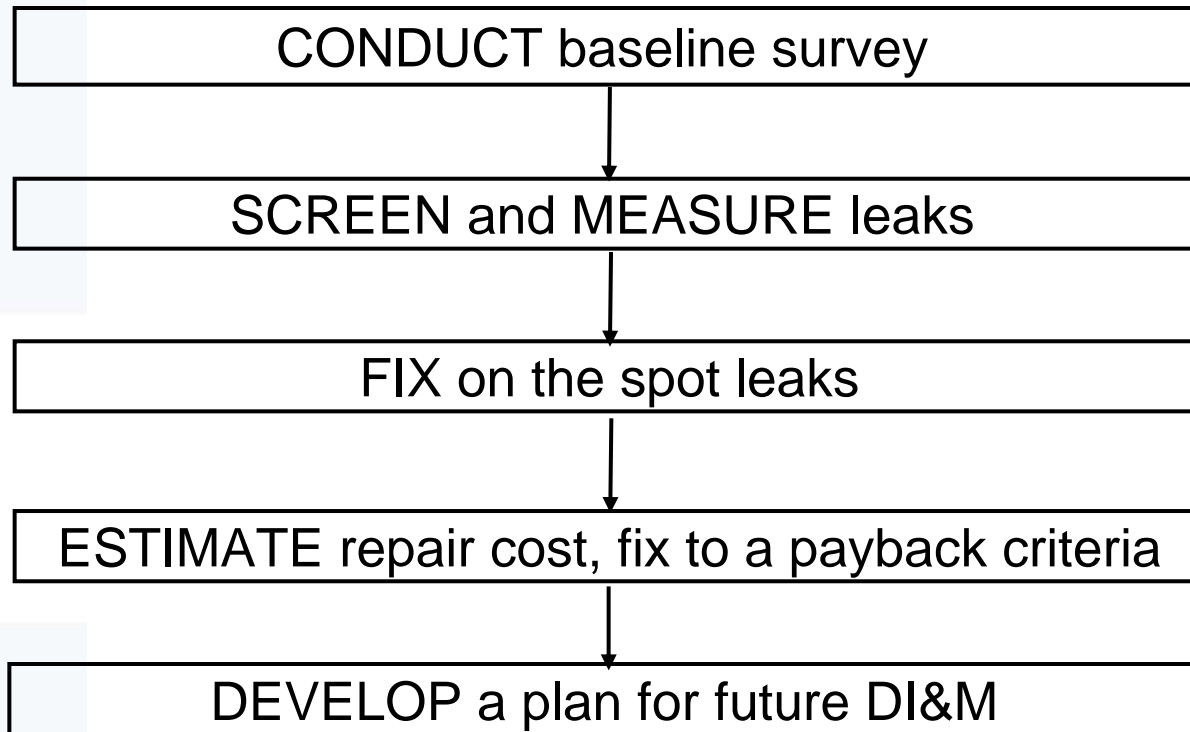 CONDUCT baseline survey
SCREEN and MEASURE leaks
FIX on the spot leaks
ESTIMATE repair cost, fix to a payback criteria
DEVELOP a plan for future DI&M